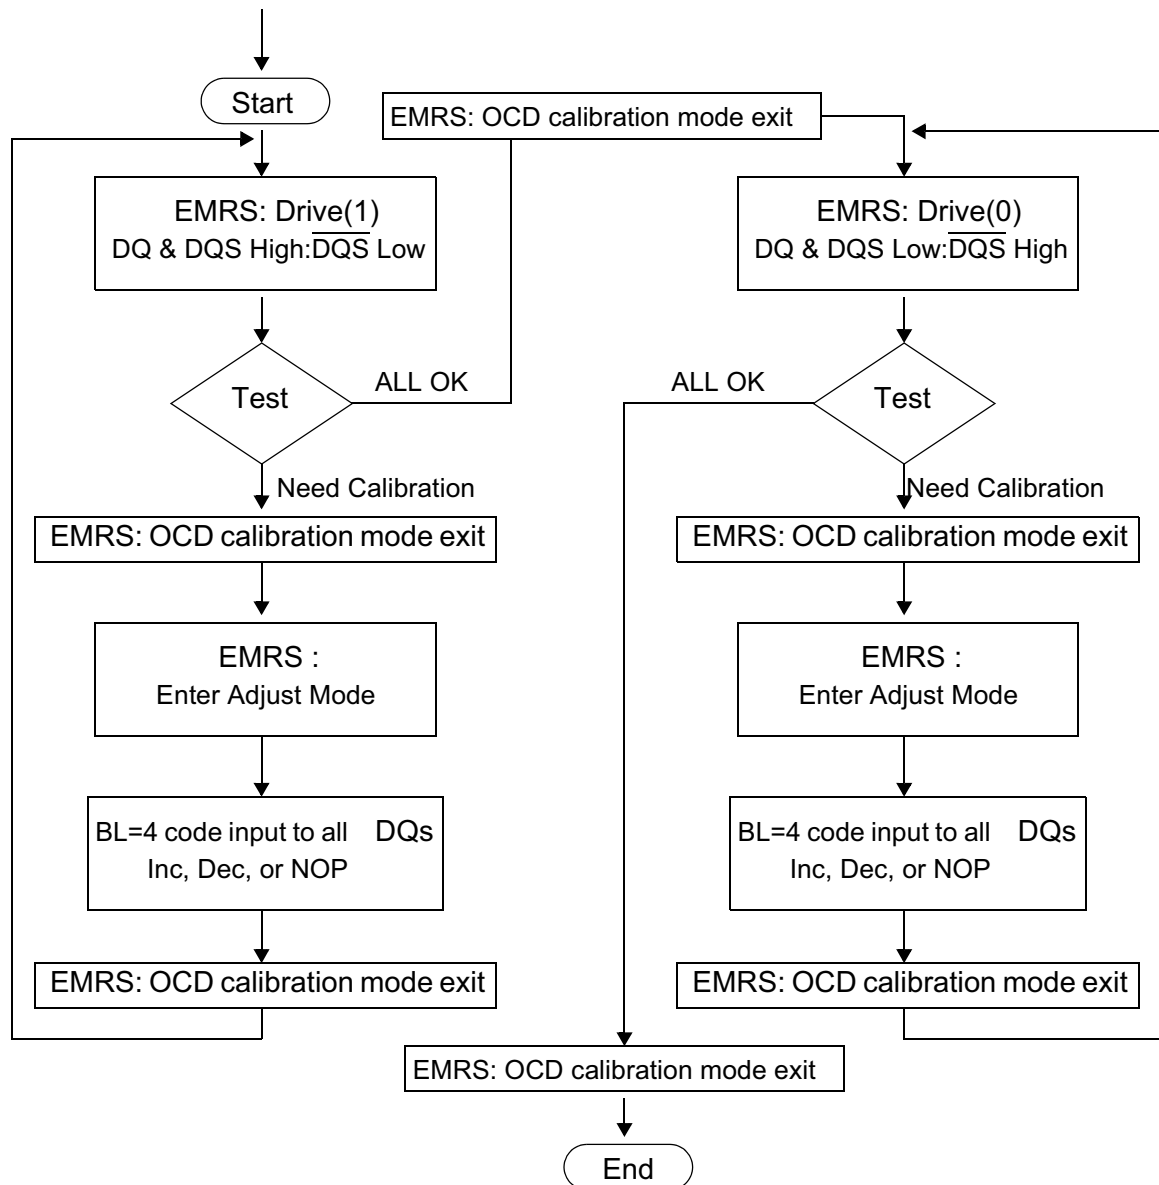 Start
EMRS: OCD calibration mode exit
EMRS: Drive(1)
DQ & DQS High:D̅Q̅S̅ Low
EMRS: Drive(0)
DQ & DQS Low:D̅Q̅S̅ High
Test
ALL OK
ALL OK
Test
Need Calibration
Need Calibration
EMRS: OCD calibration mode exit
EMRS: OCD calibration mode exit
EMRS :
Enter Adjust Mode
EMRS :
Enter Adjust Mode
BL=4 code input to all DQs
Inc, Dec, or NOP
BL=4 code input to all DQs
Inc, Dec, or NOP
EMRS: OCD calibration mode exit
EMRS: OCD calibration mode exit
EMRS: OCD calibration mode exit
End